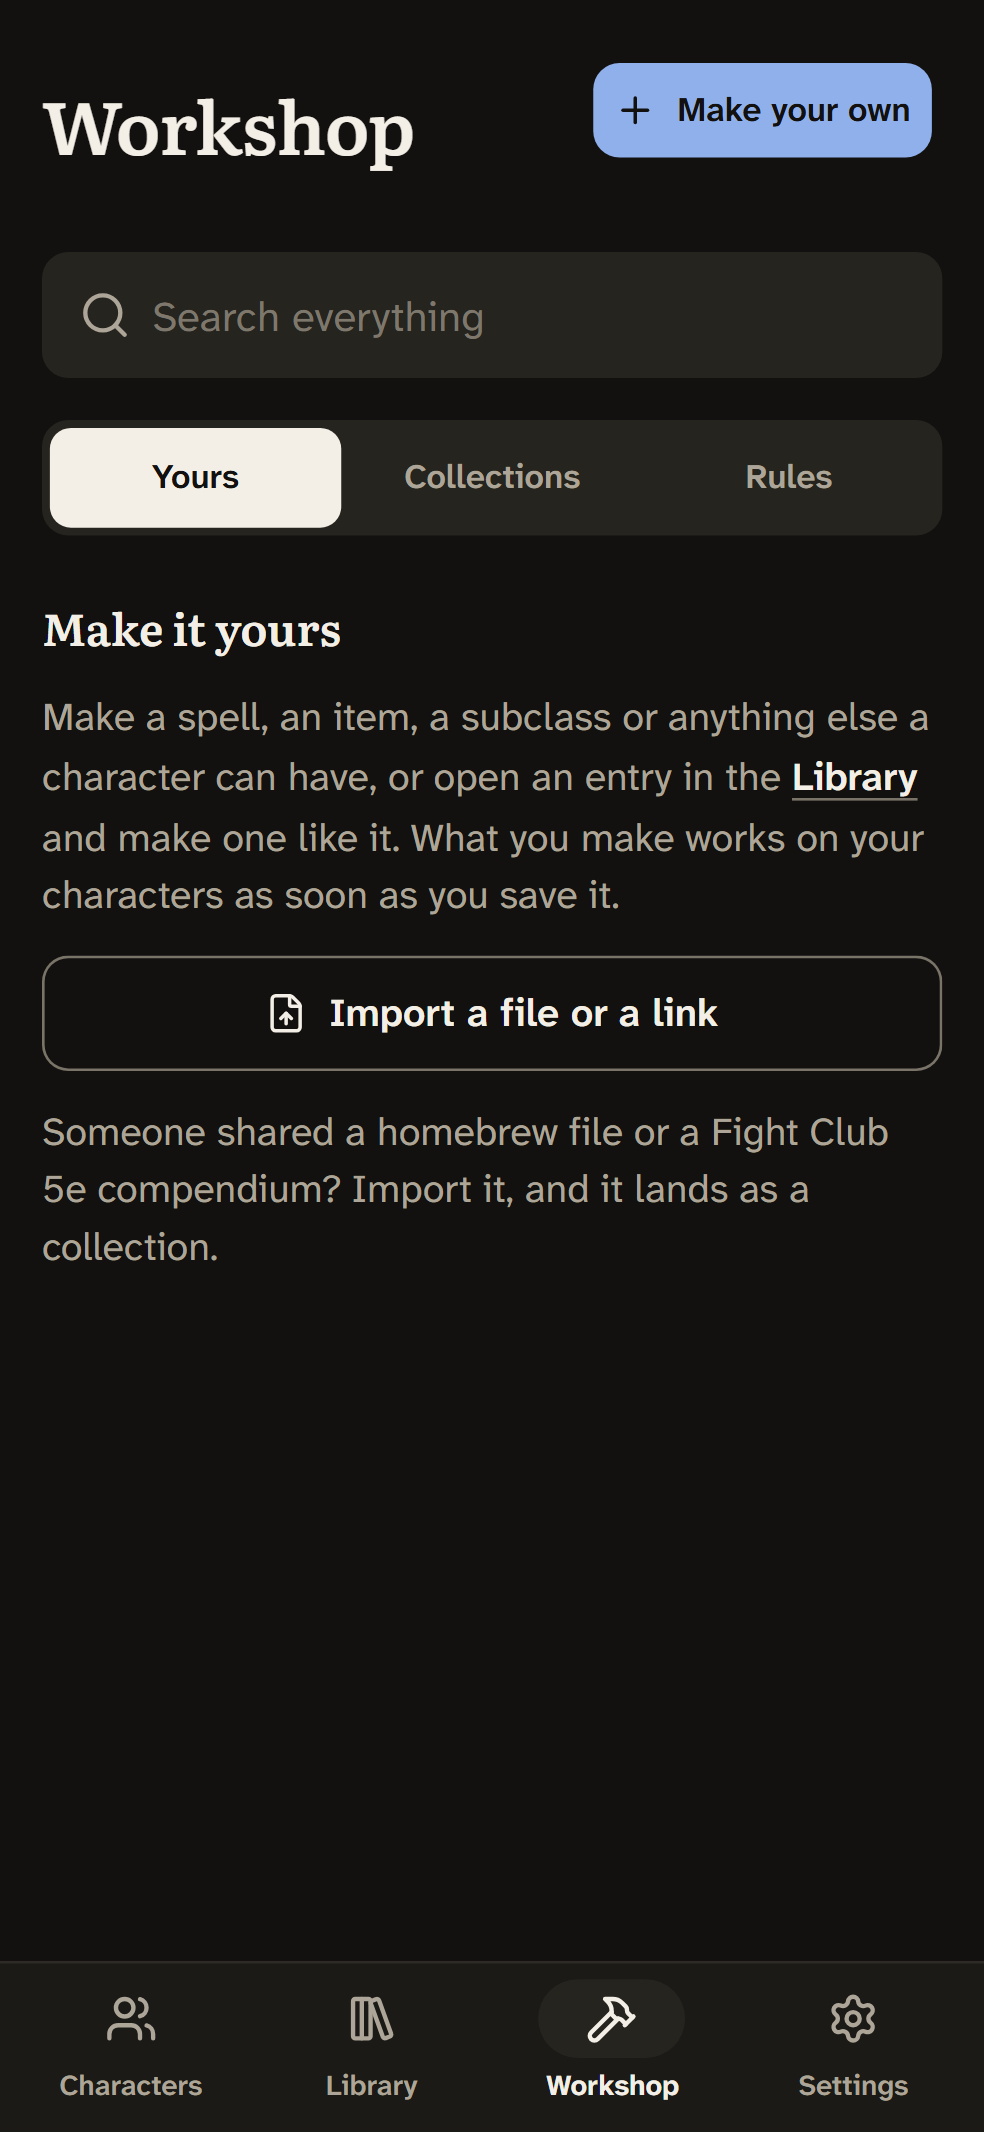 Workshop
Make your own
Search everything
Yours
Collections
Rules
Make it yours
Make a spell, an item, a subclass or anything else a
character can have, or open an entry in the Library
and make one like it. What you make works on your
characters as soon as you save it.
Import a file or a link
Someone shared a homebrew file or a Fight Club
5e compendium? Import it, and it lands as a
collection.
Characters
Library
Workshop
Settings